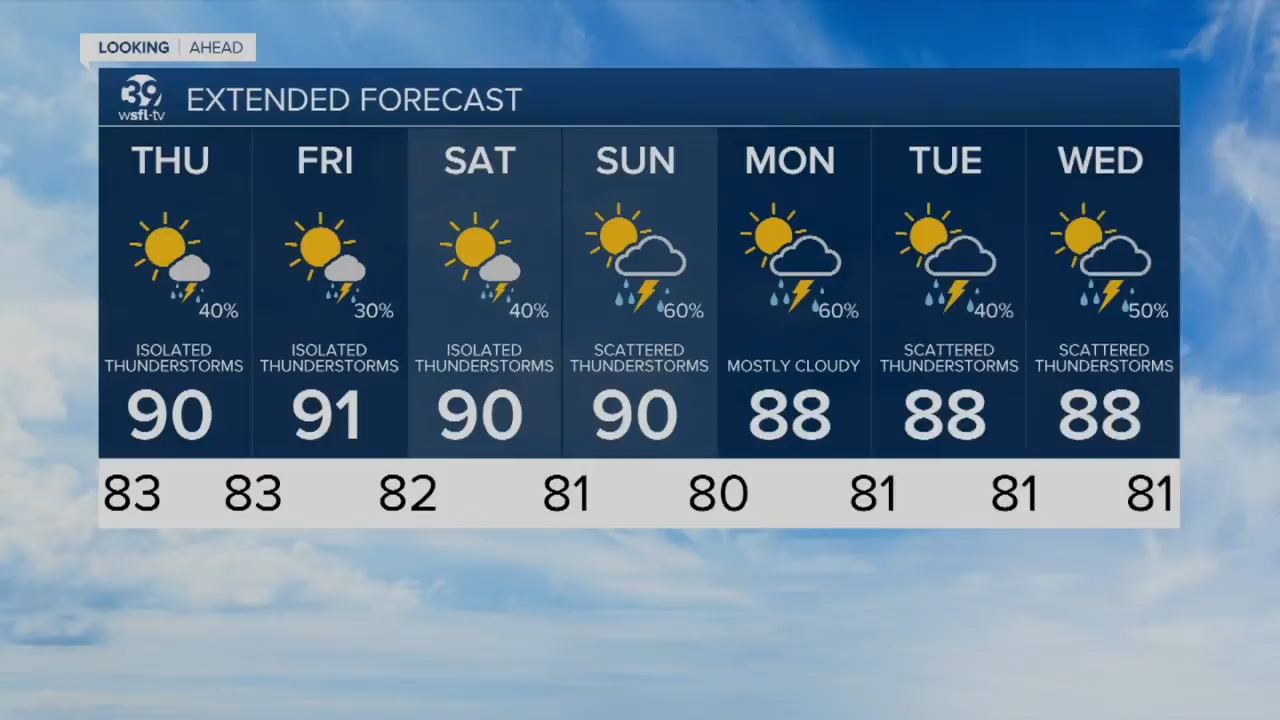 LOOKING | AHEAD
39
wsfl-tv
EXTENDED FORECAST
THU FRI SAT SUN MON TUE WED
40% 30% 40% 60% 60% 40% 50%
ISOLATED THUNDERSTORMS
ISOLATED THUNDERSTORMS
ISOLATED THUNDERSTORMS
SCATTERED THUNDERSTORMS
MOSTLY CLOUDY
SCATTERED THUNDERSTORMS
SCATTERED THUNDERSTORMS
90 91 90 90 88 88 88
83 83 82 81 80 81 81 81